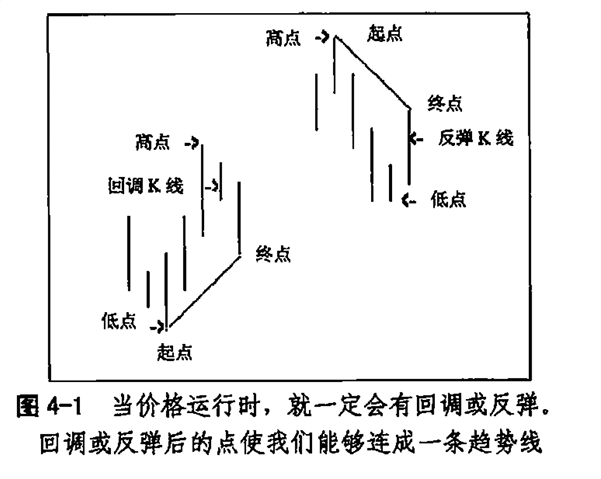 高点
起点
终点
反弹K线
低点
高点
回调K线
终点
低点
起点
图 4-1 当价格运行时，就一定会有回调或反弹。
回调或反弹后的点使我们能够连成一条趋势线